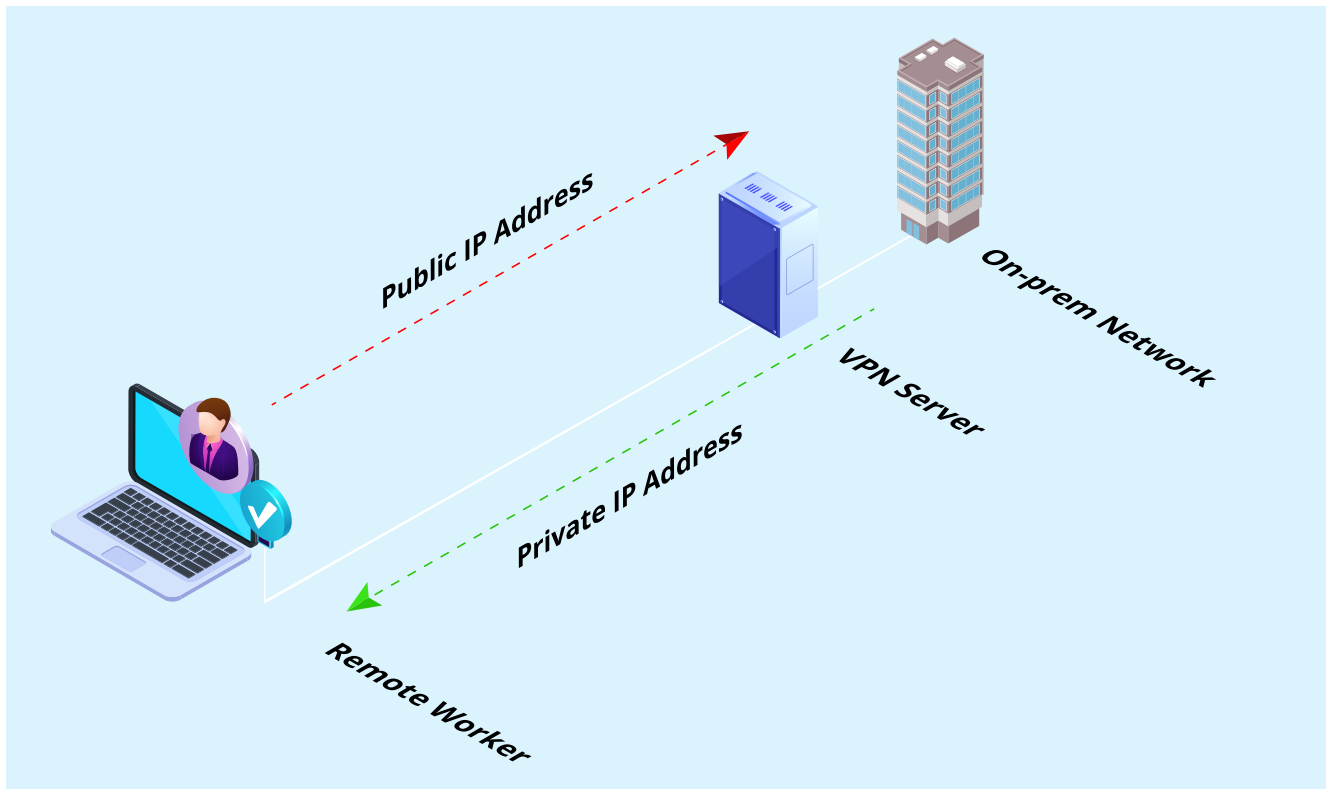 Public IP Address
On-prem Network
VPN Server
Private IP Address
Remote Worker